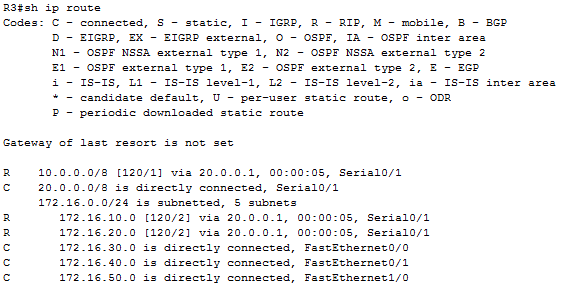 R3#sh ip route
Codes: C - connected, S - static, I - IGRP, R - RIP, M - mobile, B - BGP
       D - EIGRP, EX - EIGRP external, O - OSPF, IA - OSPF inter area
       N1 - OSPF NSSA external type 1, N2 - OSPF NSSA external type 2
       E1 - OSPF external type 1, E2 - OSPF external type 2, E - EGP
       i - IS-IS, L1 - IS-IS level-1, L2 - IS-IS level-2, ia - IS-IS inter area
       * - candidate default, U - per-user static route, o - ODR
       P - periodic downloaded static route

Gateway of last resort is not set

R    10.0.0.0/8 [120/1] via 20.0.0.1, 00:00:05, Serial0/1
C    20.0.0.0/8 is directly connected, Serial0/1
     172.16.0.0/24 is subnetted, 5 subnets
R       172.16.10.0 [120/2] via 20.0.0.1, 00:00:05, Serial0/1
R       172.16.20.0 [120/2] via 20.0.0.1, 00:00:05, Serial0/1
C       172.16.30.0 is directly connected, FastEthernet0/0
C       172.16.40.0 is directly connected, FastEthernet0/1
C       172.16.50.0 is directly connected, FastEthernet1/0